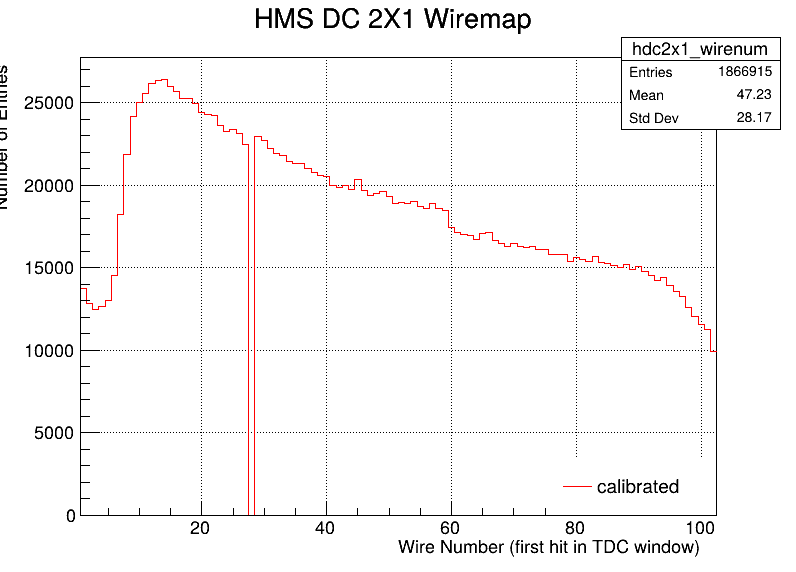 HMS DC 2X1 Wiremap
hdc2x1_wirenum
Entries 1866915
Mean 47.23
Std Dev 28.17
Number of Entries
25000
20000
15000
10000
5000
0
calibrated
20 40 60 80 100
Wire Number (first hit in TDC window)